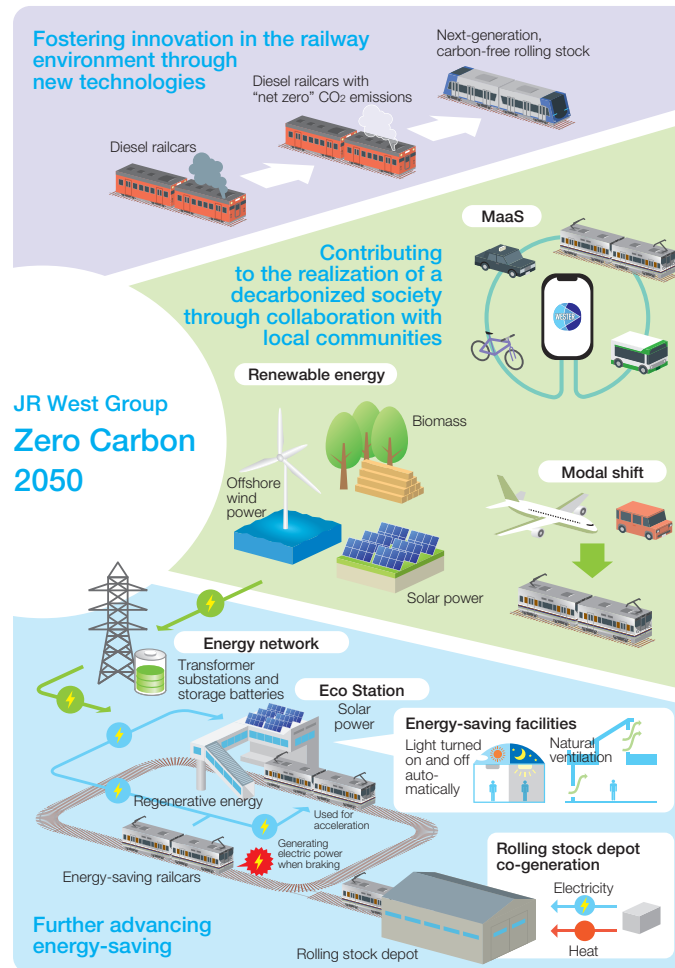 Fostering innovation in the railway
environment through
new technologies
Next-generation,
carbon-free rolling stock
Diesel railcars with
“net zero” CO2 emissions
Diesel railcars
MaaS
WESTER
Contributing
to the realization of a
decarbonized society
through collaboration with
local communities
Renewable energy
Biomass
Offshore
wind
power
Solar power
Modal shift
JR West Group
Zero Carbon
2050
Energy network
Transformer
substations and
storage batteries
Eco Station
Solar
power
Energy-saving facilities
Light turned
on and off
auto-
matically
Natural
ventilation
Regenerative energy
Used for
acceleration
Generating
electric power
when braking
Energy-saving railcars
Rolling stock depot
co-generation
Electricity
Heat
Rolling stock depot
Further advancing
energy-saving